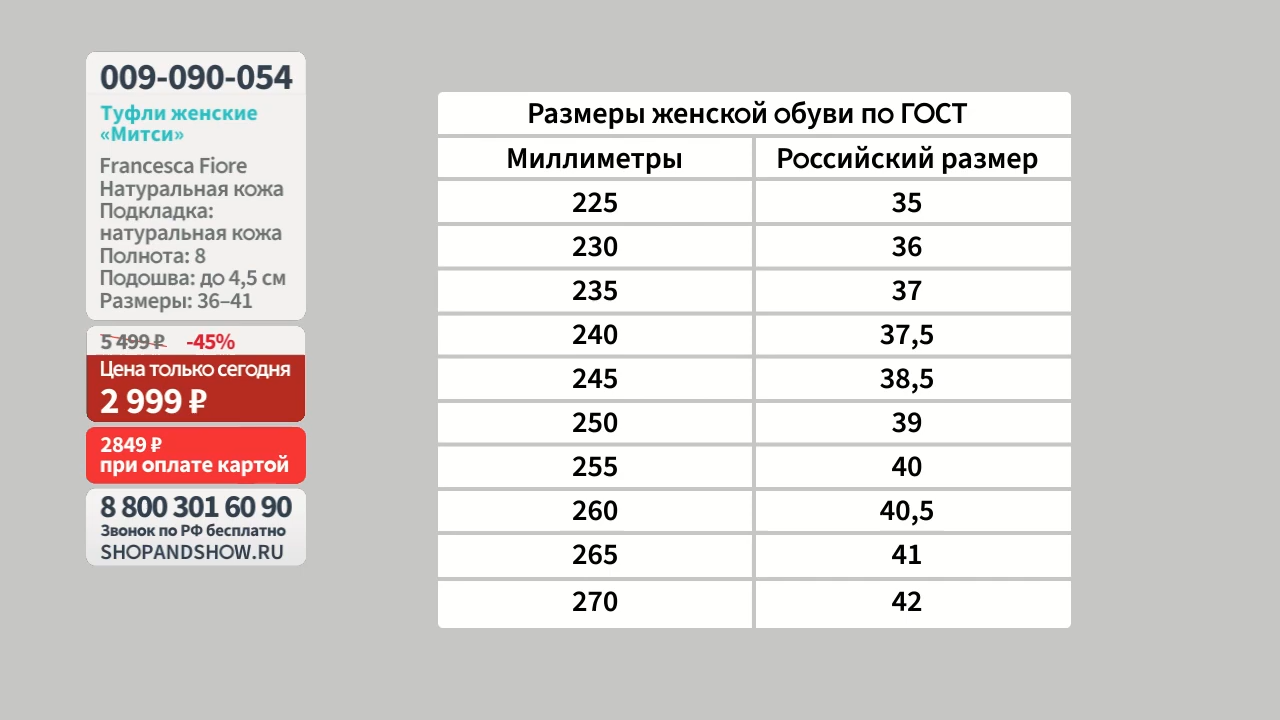 009-090-054
Туфли женские
«Митси»
Francesca Fiore
Натуральная кожа
Подкладка:
натуральная кожа
Полнота: 8
Подошва: до 4,5 см
Размеры: 36–41
5 499 ₽ -45%
Цена только сегодня
2 999 ₽
2849 ₽
при оплате картой
8 800 301 60 90
Звонок по РФ бесплатно
SHOPANDSHOW.RU
Размеры женской обуви по ГОСТ
Миллиметры Российский размер
225 35
230 36
235 37
240 37,5
245 38,5
250 39
255 40
260 40,5
265 41
270 42